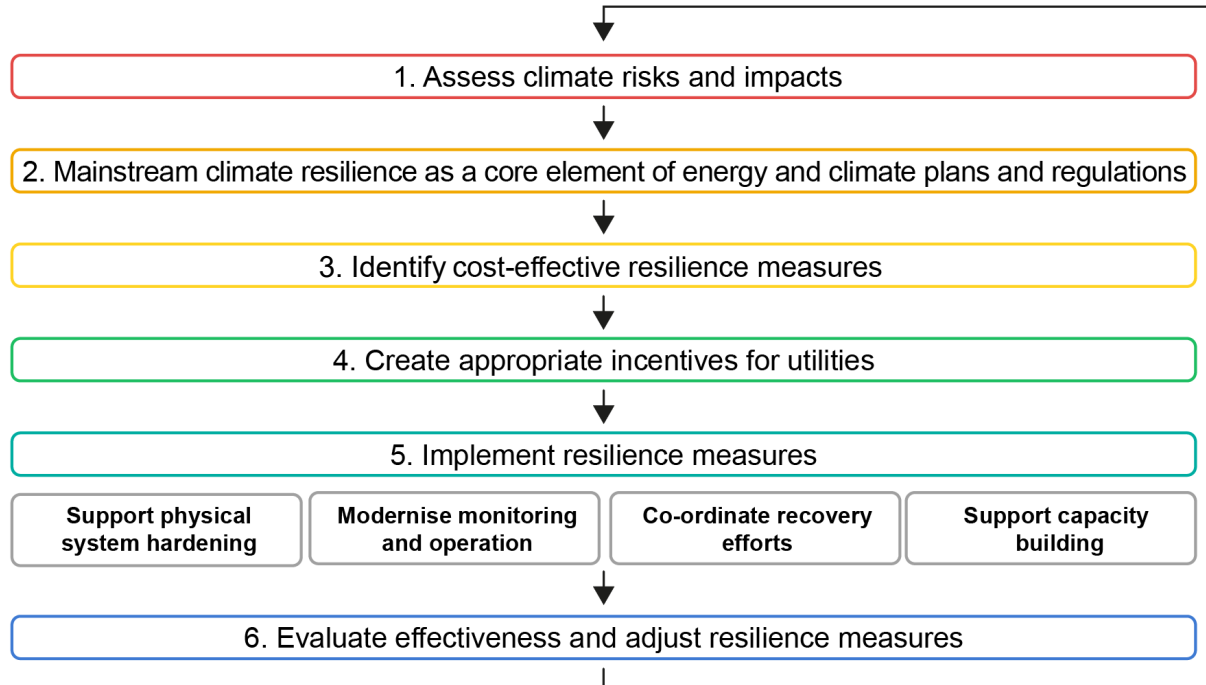 1. Assess climate risks and impacts
2. Mainstream climate resilience as a core element of energy and climate plans and regulations
3. Identify cost-effective resilience measures
4. Create appropriate incentives for utilities
5. Implement resilience measures
Support physical
system hardening
Modernise monitoring
and operation
Co-ordinate recovery
efforts
Support capacity
building
6. Evaluate effectiveness and adjust resilience measures